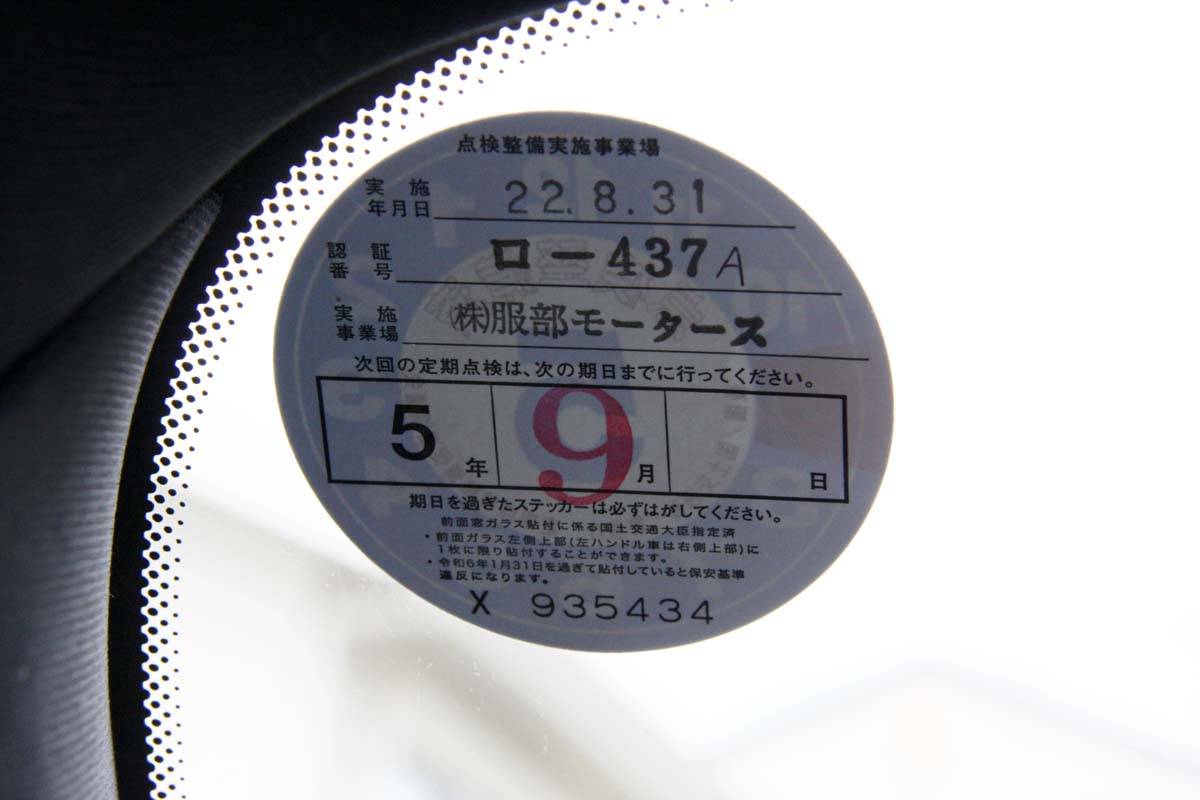 点検整備実施事業場
実施年月日 22.8.31
認証番号 ロー437A
実施事業場 ㈱服部モータース
次回の定期点検は、次の期日までに行ってください。
5年 9月 日
期日を過ぎたステッカーは必ずはがしてください。
前面窓ガラス貼付に係る国土交通大臣指定済
・前面ガラス左側上部(左ハンドル車は右側上部)に
1枚に限り貼付することができます。
・令和6年1月31日を過ぎて貼付していると保安基準
違反になります。
X 935434